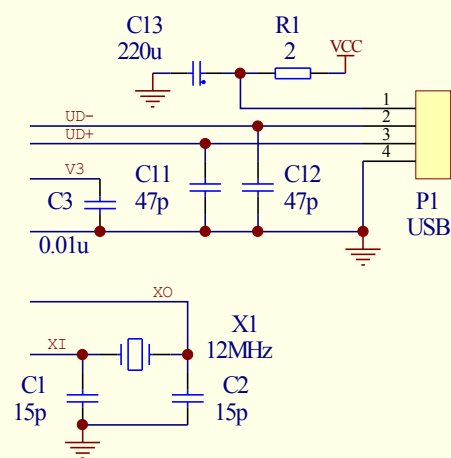 C13
220u
R1
2
VCC
1
2
3
4
UD-
UD+
V3
C3
0.01u
C11
47p
C12
47p
P1
USB
XO
XI
X1
12MHz
C1
15p
C2
15p